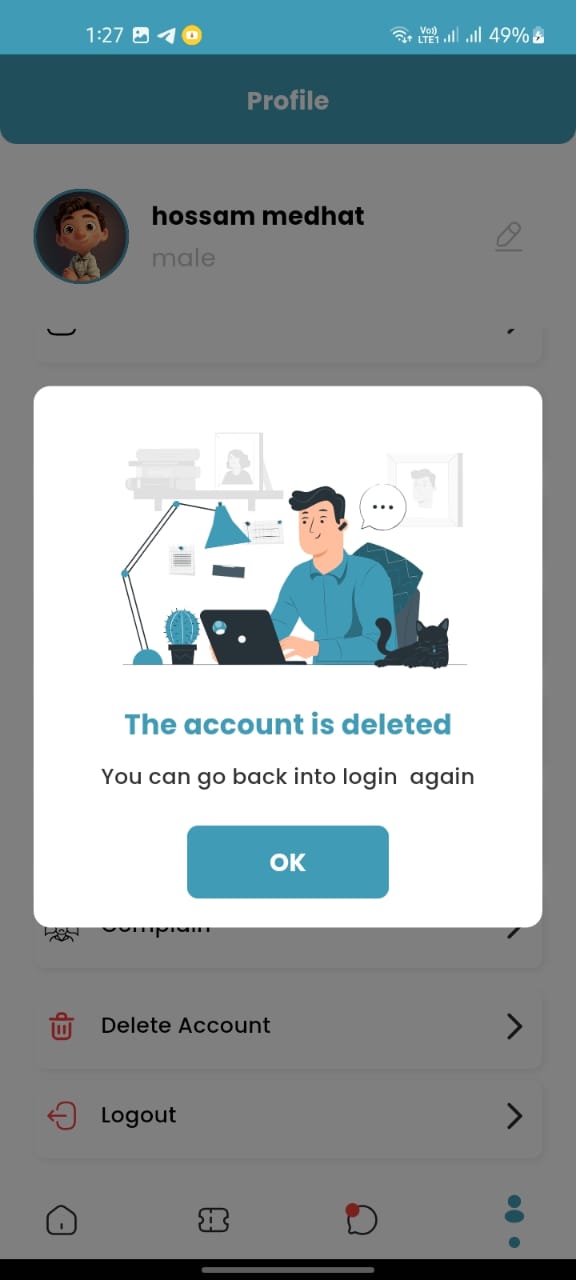 1:27
Vo))
LTE1
49%
Profile
hossam medhat
male
The account is deleted
You can go back into login  again
OK
Complain
Delete Account
Logout